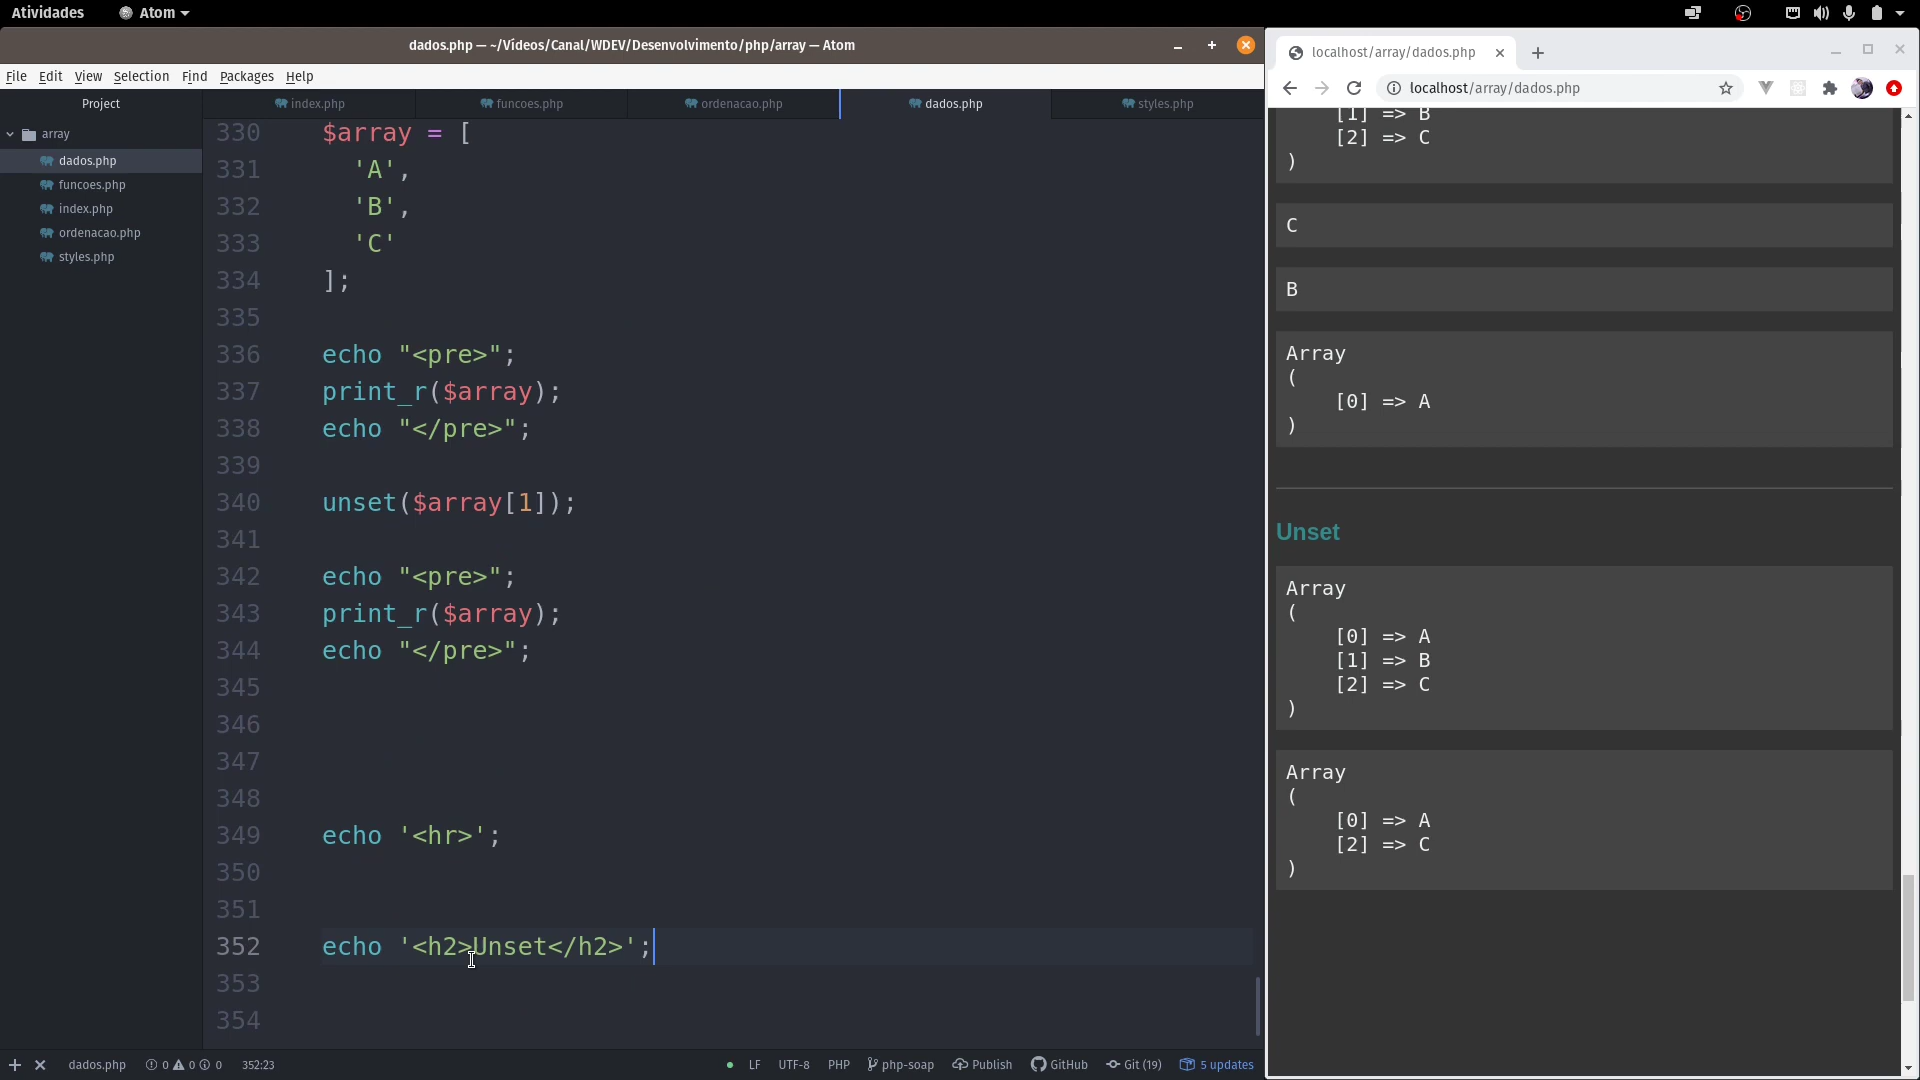 Atividades
Atom
dados.php — ~/Vídeos/Canal/WDEV/Desenvolvimento/php/array — Atom
File Edit View Selection Find Packages Help
Project
array
dados.php
funcoes.php
index.php
ordenacao.php
styles.php
index.php
funcoes.php
ordenacao.php
dados.php
styles.php
330 $array = [
331 'A',
332 'B',
333 'C'
334 ];
335
336 echo "<pre>";
337 print_r($array);
338 echo "</pre>";
339
340 unset($array[1]);
341
342 echo "<pre>";
343 print_r($array);
344 echo "</pre>";
345
346
347
348
349 echo '<hr>';
350
351
352 echo '<h2>Unset</h2>';
353
354
dados.php 0 0 0 352:23
LF UTF-8 PHP php-soap Publish GitHub Git (19) 5 updates
localhost/array/dados.php
localhost/array/dados.php
[1] => B
[2] => C
)
C
B
Array
(
[0] => A
)
Unset
Array
(
[0] => A
[1] => B
[2] => C
)
Array
(
[0] => A
[2] => C
)